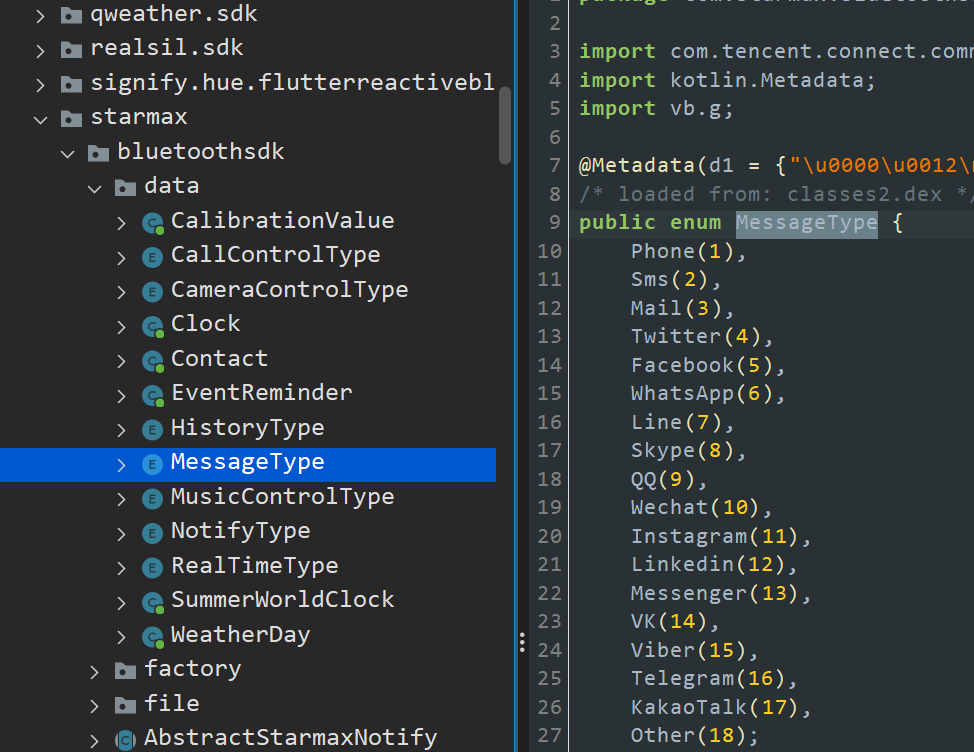 qweather.sdk
realsil.sdk
signify.hue.flutterreactivebl
starmax
bluetoothsdk
data
CalibrationValue
CallControlType
CameraControlType
Clock
Contact
EventReminder
HistoryType
MessageType
MusicControlType
NotifyType
RealTimeType
SummerWorldClock
WeatherDay
factory
file
AbstractStarmaxNotify
2
3 import com.tencent.connect.comm
4 import kotlin.Metadata;
5 import vb.g;
6
7 @Metadata(d1 = {"\u0000\u0012\
8 /* loaded from: classes2.dex */
9 public enum MessageType {
10 Phone(1),
11 Sms(2),
12 Mail(3),
13 Twitter(4),
14 Facebook(5),
15 WhatsApp(6),
16 Line(7),
17 Skype(8),
18 QQ(9),
19 Wechat(10),
20 Instagram(11),
21 Linkedin(12),
22 Messenger(13),
23 VK(14),
24 Viber(15),
25 Telegram(16),
26 KakaoTalk(17),
27 Other(18);